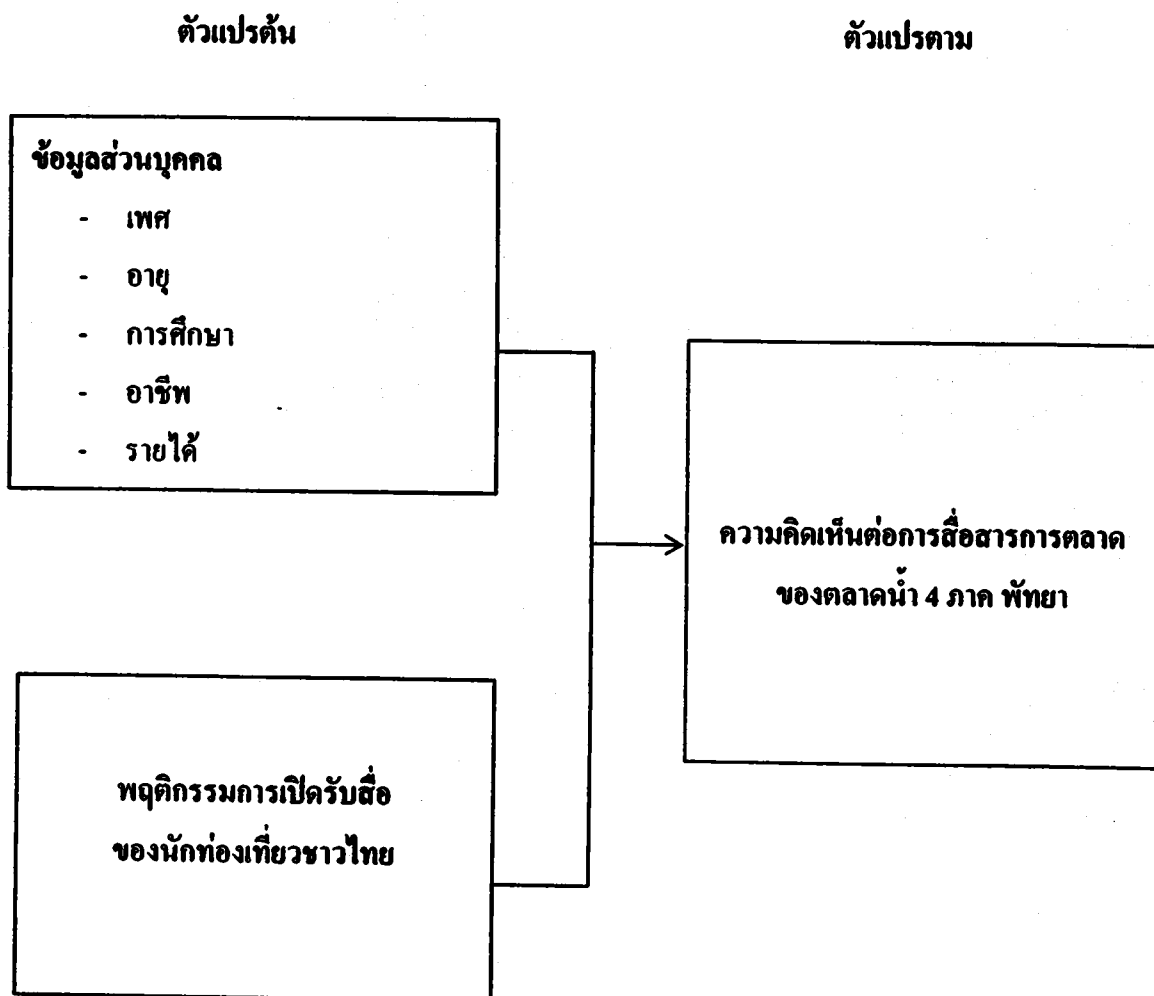 ตัวแปรต้น
ตัวแปรตาม
ข้อมูลส่วนบุคคล
- เพศ
- อายุ
- การศึกษา
- อาชีพ
- รายได้
พฤติกรรมการเปิดรับสื่อ
ของนักท่องเที่ยวชาวไทย
ความคิดเห็นต่อการสื่อสารการตลาด
ของตลาดน้ำ 4 ภาค พัทยา